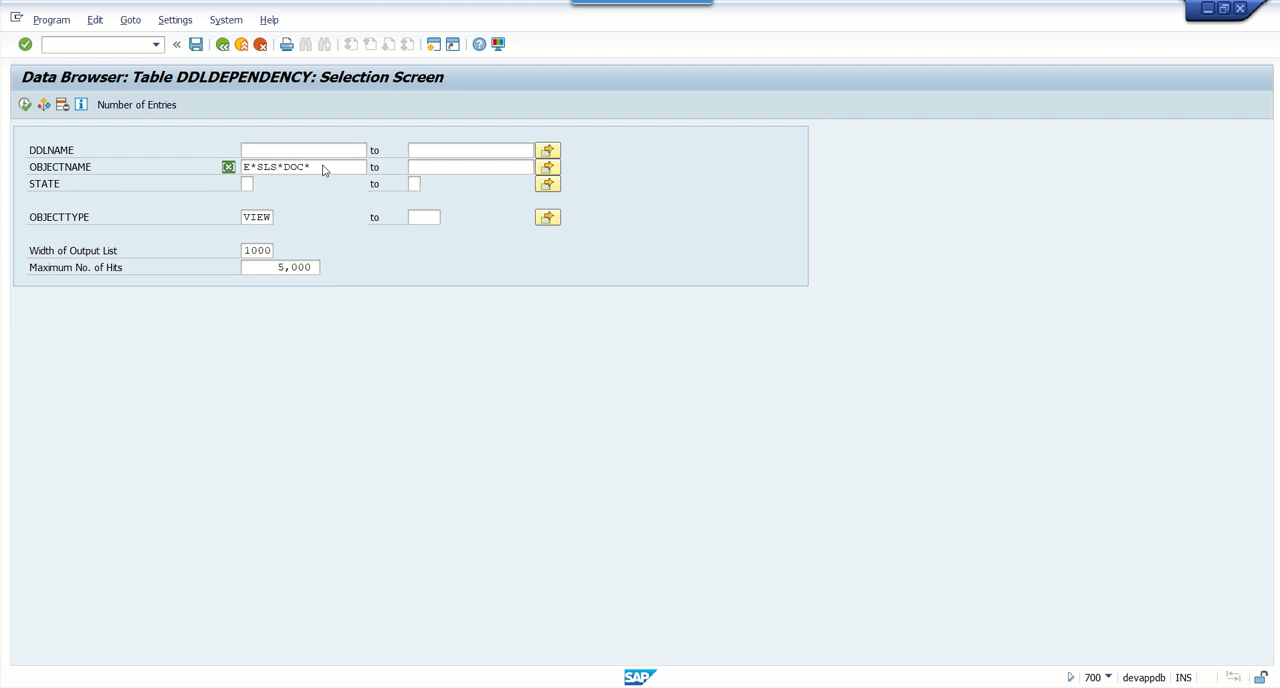 Program Edit Goto Settings System Help
«
Data Browser: Table DDLDEPENDENCY: Selection Screen
Number of Entries
DDLNAME to
OBJECTNAME E*SLS*DOC* to
STATE to
OBJECTTYPE VIEW to
Width of Output List 1000
Maximum No. of Hits 5,000
SAP 700 devappdb INS